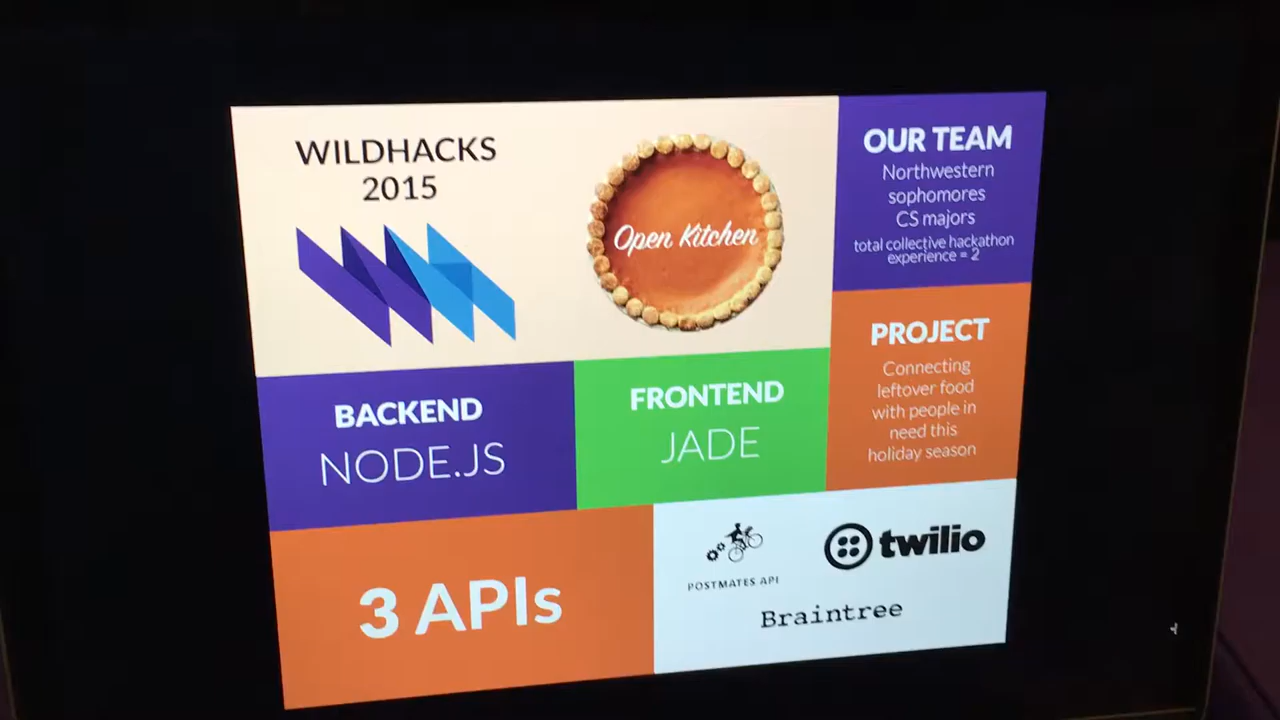 WILDHACKS
2015
Open Kitchen
OUR TEAM
Northwestern
sophomores
CS majors
total collective hackathon
experience = 2
PROJECT
Connecting
leftover food
with people in
need this
holiday season
BACKEND
NODE.JS
FRONTEND
JADE
3 APIs
POSTMATES API
twilio
Braintree